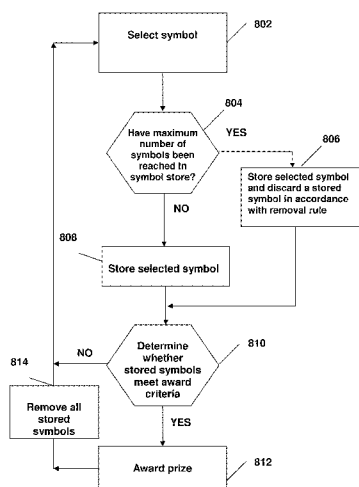 Select symbol
802
804
Have maximum
number of
symbols been
reached in
symbol store?
YES
806
Store selected symbol
and discard a stored
symbol in accordance
with removal rule
NO
808
Store selected symbol
814
NO
Determine
whether
stored symbols
meet award
criteria
810
Remove all
stored
symbols
YES
Award prize
812